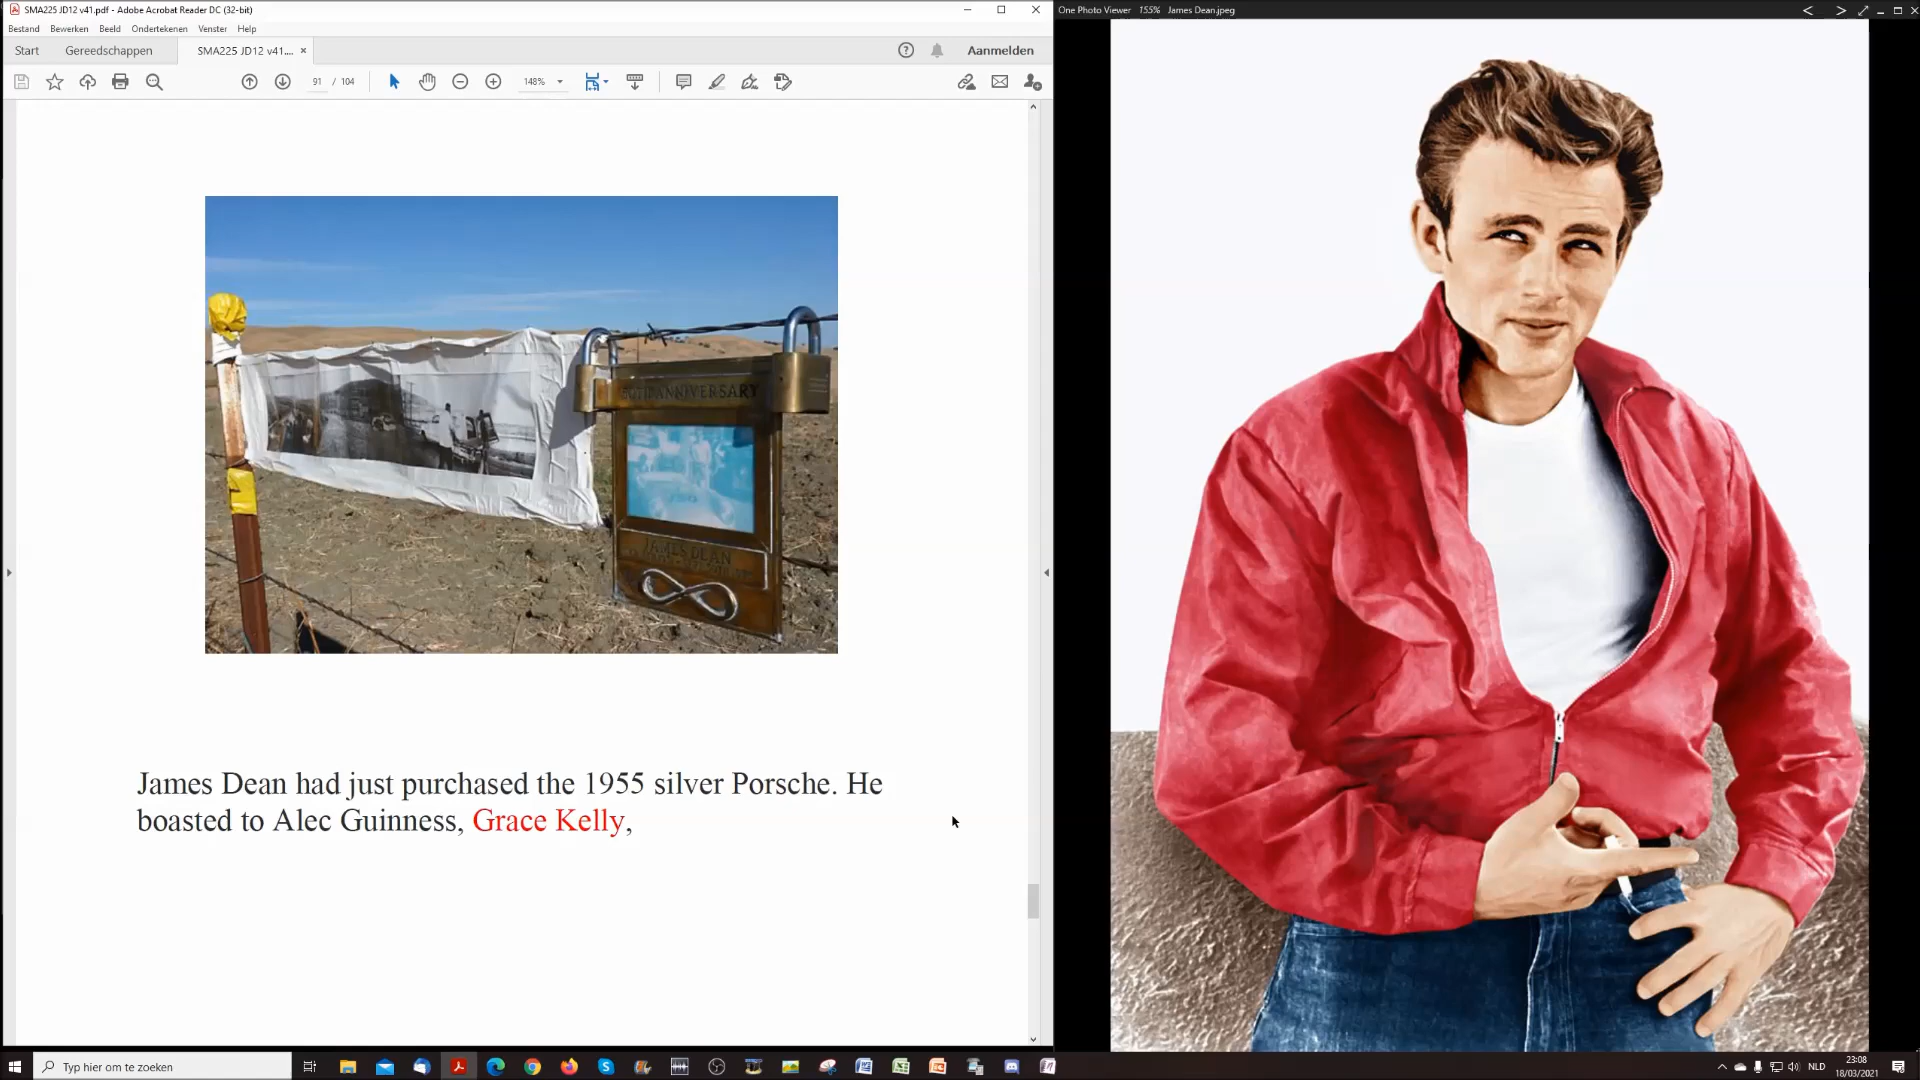 SMA225 JD12 v41.pdf - Adobe Acrobat Reader DC (32-bit)
Bestand Bewerken Beeld Ondertekenen Venster Help
Start Gereedschappen SMA225 JD12 v41.... × Aanmelden
91 / 104 148%
ANNIVERSARY
JAMES DEAN
James Dean had just purchased the 1955 silver Porsche. He
boasted to Alec Guinness, Grace Kelly,
One Photo Viewer 155% James Dean.jpeg
Typ hier om te zoeken
NLD
23:08
18/03/2021